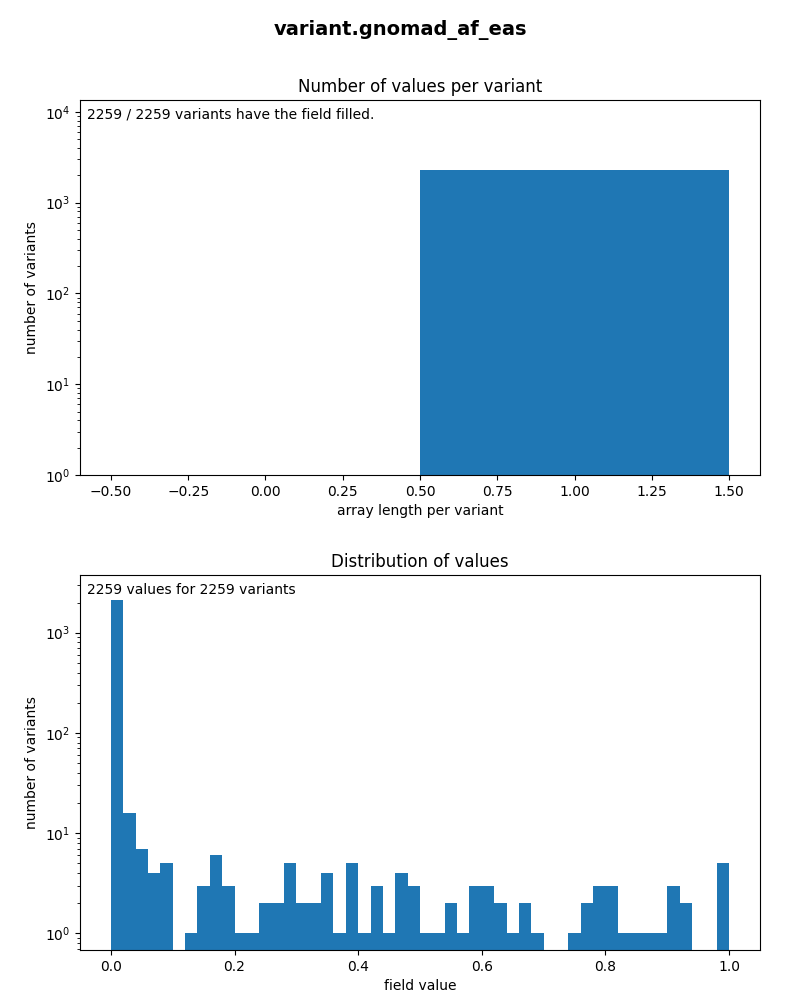 variant.gnomad_af_eas
Number of values per variant
2259 / 2259 variants have the field filled.
10⁴
10³
10²
10¹
10⁰
number of variants
−0.50 −0.25 0.00 0.25 0.50 0.75 1.00 1.25 1.50
array length per variant
Distribution of values
2259 values for 2259 variants
10³
10²
10¹
10⁰
number of variants
0.0 0.2 0.4 0.6 0.8 1.0
field value